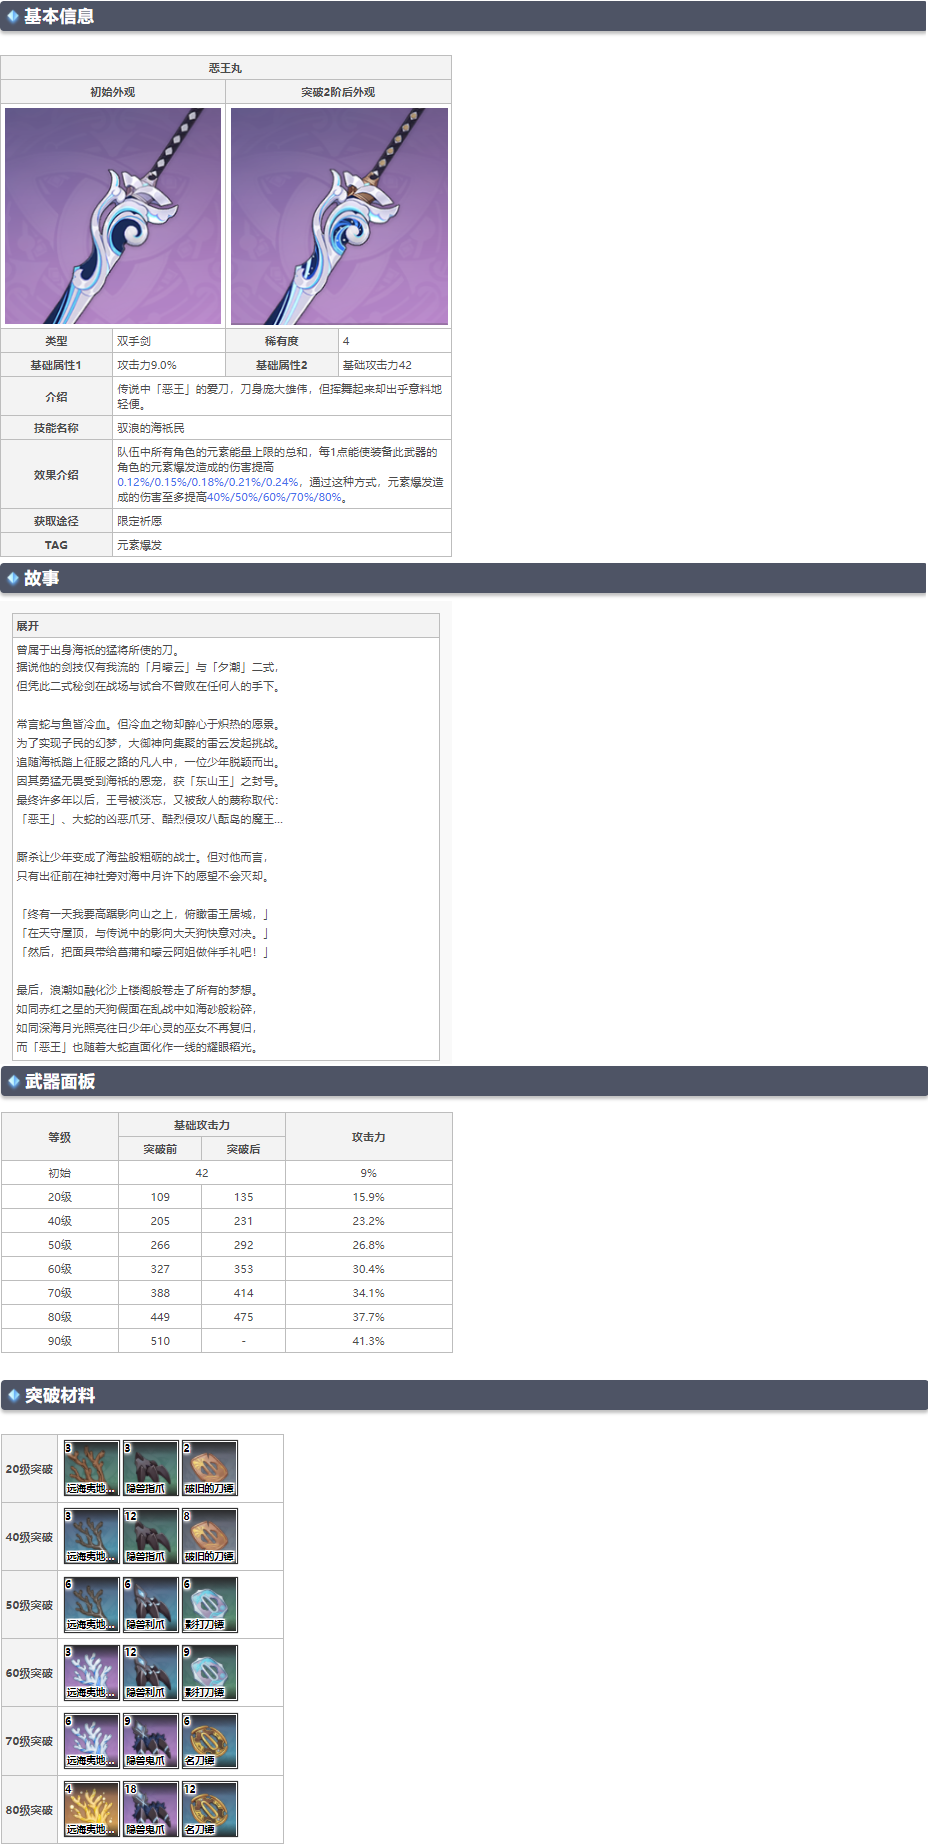 基本信息
恶王丸
初始外观 突破2阶后外观
类型 双手剑 稀有度 4
基础属性1 攻击力9.0% 基础属性2 基础攻击力42
介绍 传说中「恶王」的爱刀，刀身庞大雄伟，但挥舞起来却出乎意料地
轻便。
技能名称 驭浪的海祇民
效果介绍 队伍中所有角色的元素能量上限的总和，每1点能使装备此武器的
角色的元素爆发造成的伤害提高
0.12%/0.15%/0.18%/0.21%/0.24%，通过这种方式，元素爆发造
成的伤害至多提高40%/50%/60%/70%/80%。
获取途径 限定祈愿
TAG 元素爆发
故事
展开
曾属于出身海祇的猛将所使的刀。
据说他的剑技仅有我流的「月曚云」与「夕潮」二式，
但凭此二式秘剑在战场与试合不曾败在任何人的手下。
常言蛇与鱼皆冷血。但冷血之物却醉心于炽热的愿景。
为了实现子民的幻梦，大御神向集聚的雷云发起挑战。
追随海祇踏上征服之路的凡人中，一位少年脱颖而出。
因其勇猛无畏受到海祇的恩宠，获「东山王」之封号。
最终许多年以后，王号被淡忘，又被敌人的蔑称取代：
「恶王」、大蛇的凶恶爪牙、酷烈侵攻八酝岛的魔王...
厮杀让少年变成了海盐般粗砺的战士。但对他而言，
只有出征前在神社旁对海中月许下的愿望不会灭却。
「终有一天我要高踞影向山之上，俯瞰雷王居城，」
「在天守屋顶，与传说中的影向大天狗快意对决。」
「然后，把面具带给菖蒲和曚云阿姐做伴手礼吧！」
最后，浪潮如融化沙上楼阁般卷走了所有的梦想。
如同赤红之星的天狗假面在乱战中如海砂般粉碎，
如同深海月光照亮往日少年心灵的巫女不再复归，
而「恶王」也随着大蛇直面化作一线的耀眼稻光。
武器面板
等级 基础攻击力 攻击力
突破前 突破后
初始 42 9%
20级 109 135 15.9%
40级 205 231 23.2%
50级 266 292 26.8%
60级 327 353 30.4%
70级 388 414 34.1%
80级 449 475 37.7%
90级 510 - 41.3%
突破材料
20级突破 3 远海夷地... 3 隐兽指爪 2 破旧的刀镡
40级突破 3 远海夷地... 12 隐兽指爪 8 破旧的刀镡
50级突破 6 远海夷地... 6 隐兽利爪 6 影打刀镡
60级突破 3 远海夷地... 12 隐兽利爪 9 影打刀镡
70级突破 6 远海夷地... 9 隐兽鬼爪 6 名刀镡
80级突破 4 远海夷地... 18 隐兽鬼爪 12 名刀镡